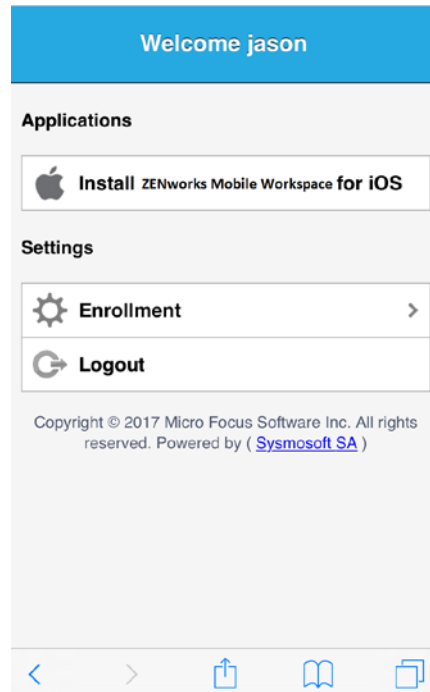 Welcome jason
Applications
Install ZENworks Mobile Workspace for iOS
Settings
Enrollment
Logout
Copyright © 2017 Micro Focus Software Inc. All rights
reserved. Powered by ( Sysmosoft SA )